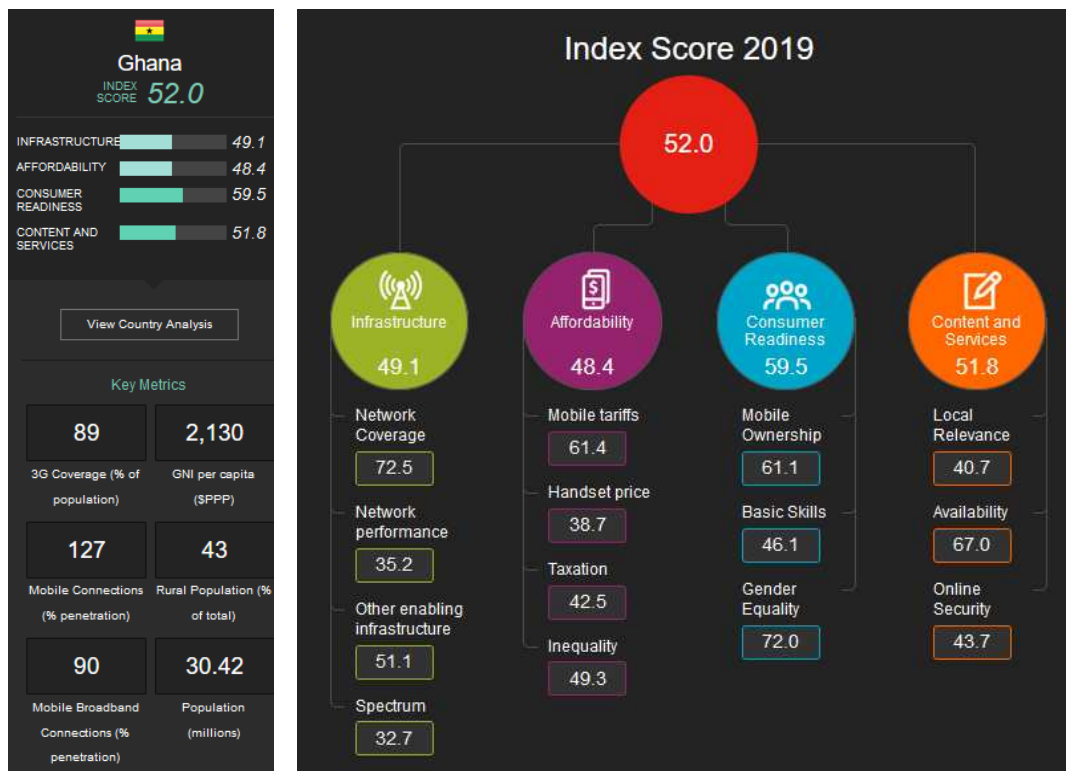 Ghana
INDEX
SCORE 52.0
INFRASTRUCTURE 49.1
AFFORDABILITY 48.4
CONSUMER
READINESS 59.5
CONTENT AND
SERVICES 51.8
View Country Analysis
Key Metrics
89
3G Coverage (% of
population)
2,130
GNI per capita
($PPP)
127
Mobile Connections
(% penetration)
43
Rural Population (%
of total)
90
Mobile Broadband
Connections (%
penetration)
30.42
Population
(millions)
Index Score 2019
52.0
Infrastructure
49.1
Network
Coverage
72.5
Network
performance
35.2
Other enabling
infrastructure
51.1
Spectrum
32.7
$
Affordability
48.4
Mobile tariffs
61.4
Handset price
38.7
Taxation
42.5
Inequality
49.3
Consumer
Readiness
59.5
Mobile
Ownership
61.1
Basic Skills
46.1
Gender
Equality
72.0
Content and
Services
51.8
Local
Relevance
40.7
Availability
67.0
Online
Security
43.7